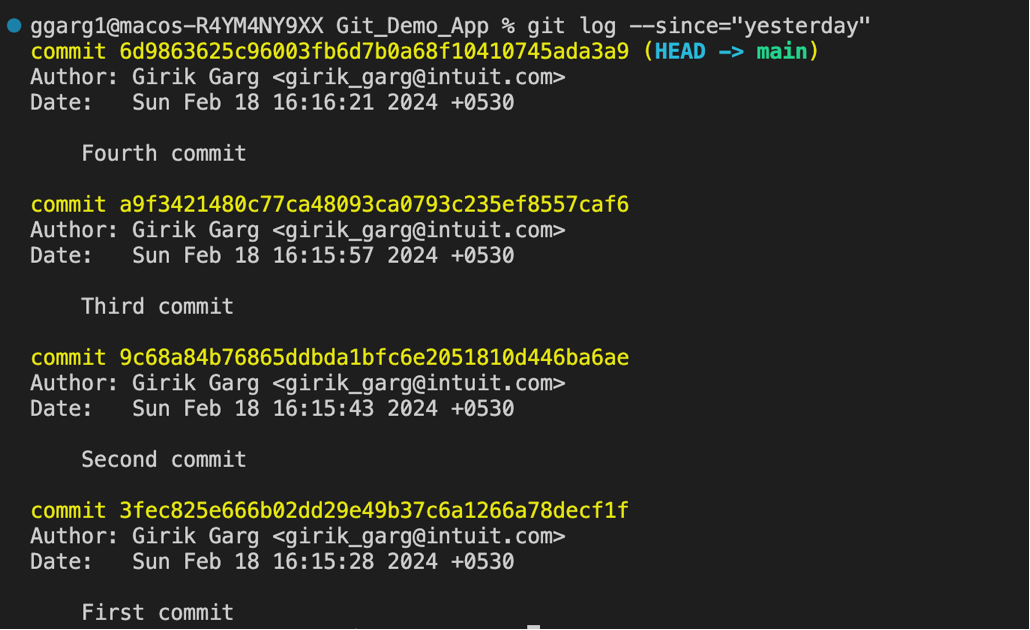 ggarg1@macos-R4YM4NY9XX Git_Demo_App % git log --since="yesterday"
commit 6d9863625c96003fb6d7b0a68f10410745ada3a9 (HEAD -> main)
Author: Girik Garg <girik_garg@intuit.com>
Date:   Sun Feb 18 16:16:21 2024 +0530
    Fourth commit
commit a9f3421480c77ca48093ca0793c235ef8557caf6
Author: Girik Garg <girik_garg@intuit.com>
Date:   Sun Feb 18 16:15:57 2024 +0530
    Third commit
commit 9c68a84b76865ddbda1bfc6e2051810d446ba6ae
Author: Girik Garg <girik_garg@intuit.com>
Date:   Sun Feb 18 16:15:43 2024 +0530
    Second commit
commit 3fec825e666b02dd29e49b37c6a1266a78decf1f
Author: Girik Garg <girik_garg@intuit.com>
Date:   Sun Feb 18 16:15:28 2024 +0530
    First commit